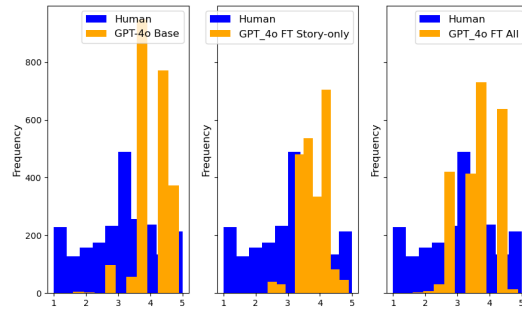 Human
GPT-4o Base
Frequency
800
600
400
200
0
1 2 3 4 5
Human
GPT_4o FT Story-only
Frequency
1 2 3 4 5
Human
GPT_4o FT All
Frequency
1 2 3 4 5